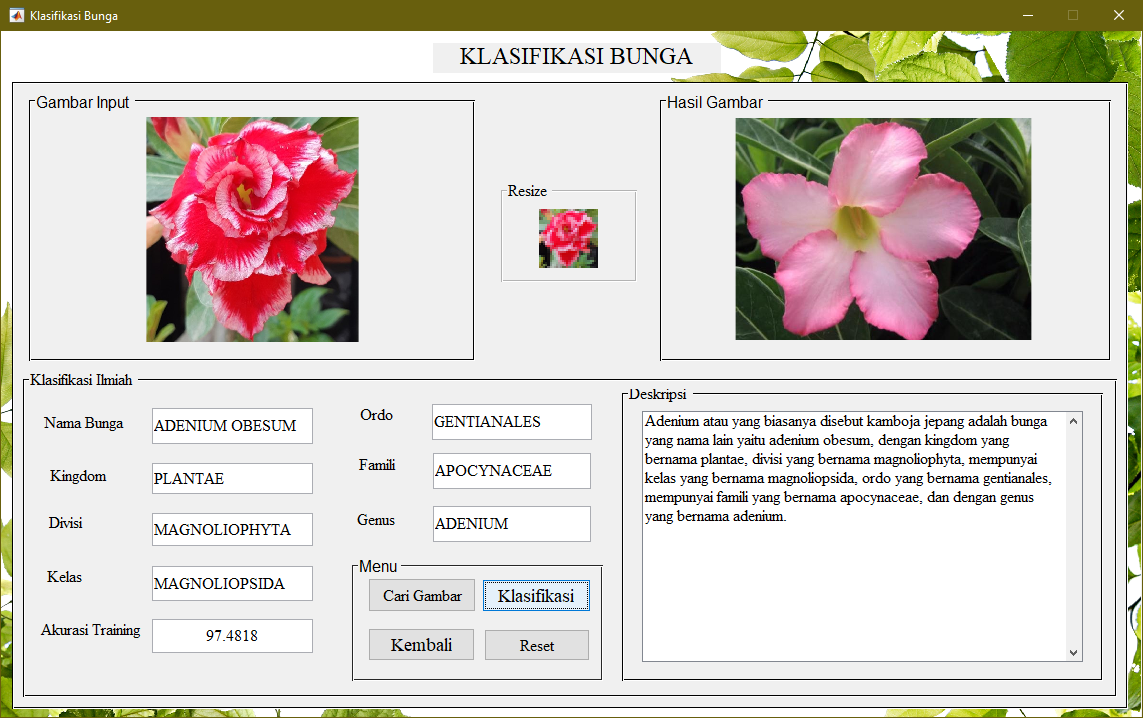 Klasifikasi Bunga
KLASIFIKASI BUNGA
Gambar Input
Resize
Hasil Gambar
Klasifikasi Ilmiah
Nama Bunga
ADENIUM OBESUM
Kingdom
PLANTAE
Divisi
MAGNOLIOPHYTA
Kelas
MAGNOLIOPSIDA
Akurasi Training
97.4818
Ordo
GENTIANALES
Famili
APOCYNACEAE
Genus
ADENIUM
Menu
Cari Gambar
Klasifikasi
Kembali
Reset
Deskripsi
Adenium atau yang biasanya disebut kamboja jepang adalah bunga
yang nama lain yaitu adenium obesum, dengan kingdom yang
bernama plantae, divisi yang bernama magnoliophyta, mempunyai
kelas yang bernama magnoliopsida, ordo yang bernama gentianales,
mempunyai famili yang bernama apocynaceae, dan dengan genus
yang bernama adenium.